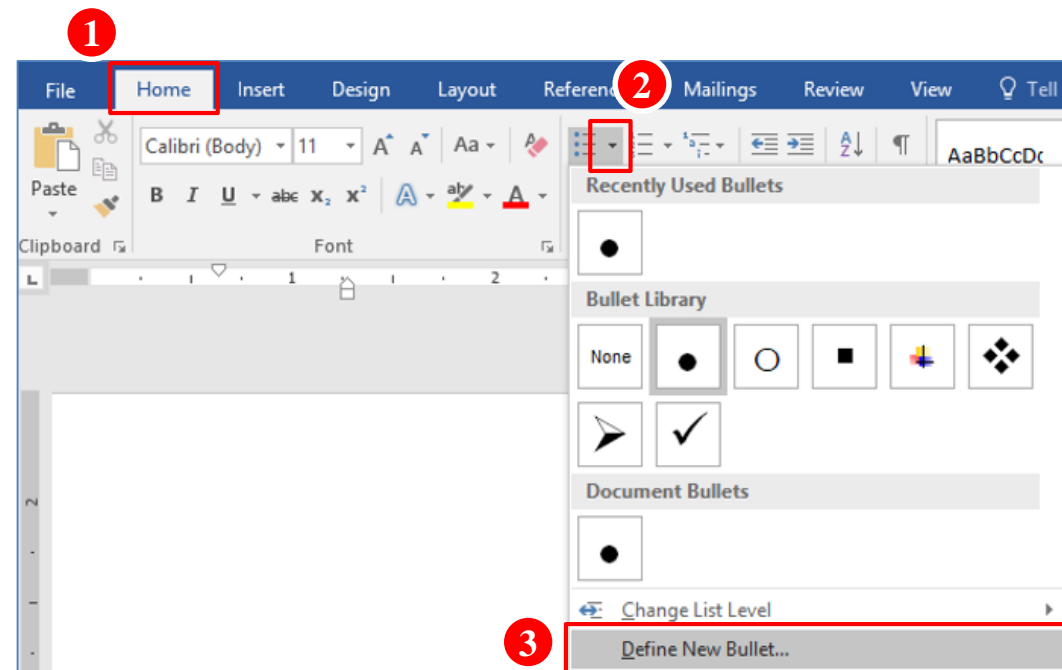 1
File Home Insert Design Layout Referenc 2 Mailings Review View Tell
Calibri (Body) 11 A A Aa A
AaBbCcDc
Paste
B I U abc X₂ X² A aby A
Clipboard Font
Recently Used Bullets
L 1 2
Bullet Library
None
2
Document Bullets
Change List Level
3 Define New Bullet...